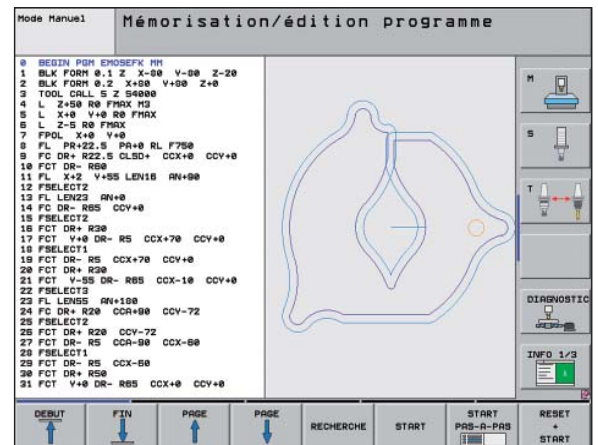 Mode Manuel
Mémorisation/édition programme
0 BEGIN PGM EMOSEFK MM
1 BLK FORM 0.1 Z X-80 Y-80 Z-20
2 BLK FORM 0.2 X+80 Y+80 Z+0
3 TOOL CALL 5 Z S4000
4 L Z+50 R0 FMAX M3
5 L X+0 Y+0 R0 FMAX
6 L Z-5 R0 FMAX
7 FPOL X+0 Y+0
8 FL PR+22.5 PA+0 RL F750
9 FC DR+ R22.5 CLSD+ CCX+0 CCY+0
10 FCT DR- R60
11 FL X+2 Y+55 LEN16 AN+90
12 FSELECT2
13 FL LEN23 AN+0
14 FC DR- R65 CCY+0
15 FSELECT2
16 FCT DR+ R30
17 FCT Y+0 DR- R5 CCX+70 CCY+0
18 FSELECT1
19 FCT DR- R5 CCX+70 CCY+0
20 FCT DR+ R30
21 FCT Y-55 DR- R65 CCX-10 CCY+0
22 FSELECT3
23 FL LEN55 AN+180
24 FC DR+ R20 CCA+90 CCY-72
25 FSELECT2
26 FCT DR+ R20 CCY-72
27 FCT DR- R5 CCA-90 CCX-60
28 FSELECT1
29 FCT DR- R5 CCX-60
30 FCT DR+ R50
31 FCT Y+0 DR- R65 CCX+0 CCY+0
M
S
T
DIAGNOSTIC
INFO 1/3
DEBUT
FIN
PAGE
PAGE
RECHERCHE
START
START
PAS-A-PAS
RESET
+
START